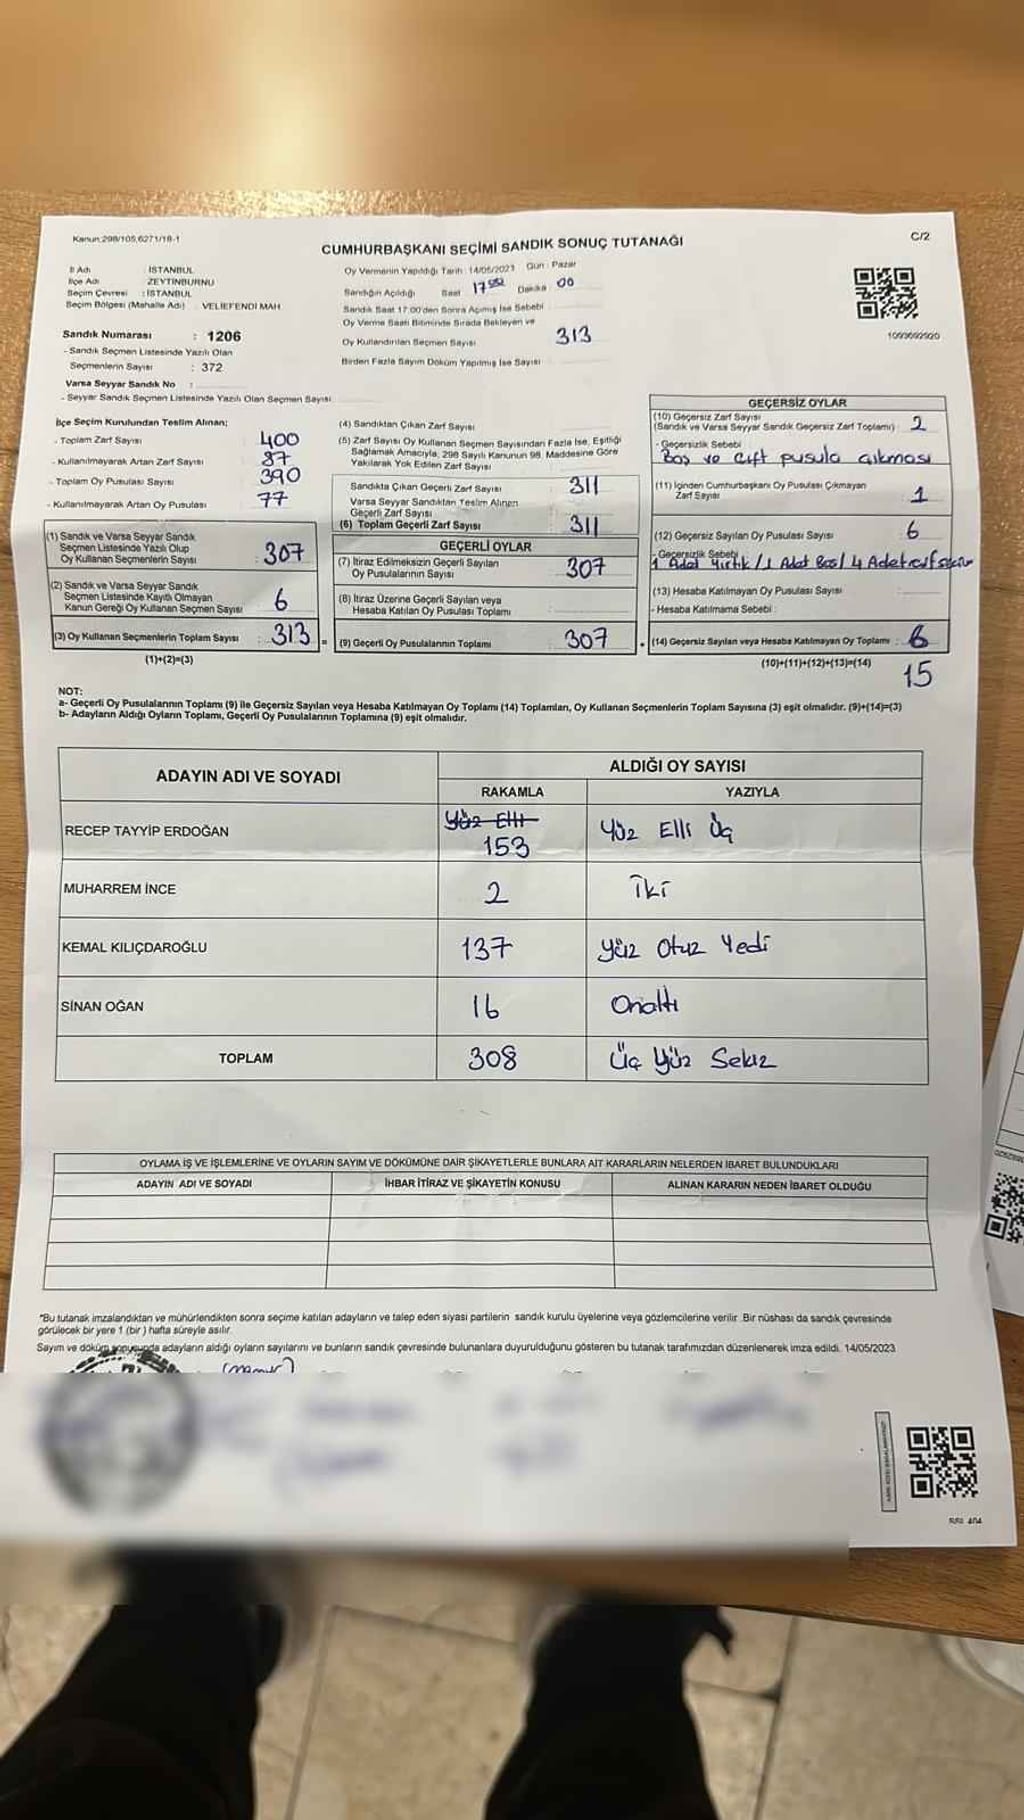 Kanun:298/105,6271/18-1
C/2
CUMHURBAŞKANI SEÇİMİ SANDIK SONUÇ TUTANAĞI
İl Adı : İSTANBUL
İlçe Adı : ZEYTİNBURNU
Seçim Çevresi : İSTANBUL
Seçim Bölgesi (Mahalle Adı) : VELİEFENDİ MAH
Sandık Numarası : 1206
- Sandık Seçmen Listesinde Yazılı Olan
Seçmenlerin Sayısı : 372
Varsa Seyyar Sandık No :
- Seyyar Sandık Seçmen Listesinde Yazılı Olan Seçmen Sayısı
Oy Vermenin Yapıldığı Tarih : 14/05/2023 Gün : Pazar
Sandığın Açıldığı Saat 17 Dakika 00
Sandık Saat 17:00'den Sonra Açılmış İse Sebebi
Oy Verme Saati Bitiminde Sırada Bekleyen ve
Oy Kullandırılan Seçmen Sayısı 313
Birden Fazla Sayım Döküm Yapılmış İse Sayısı
1093692920
İlçe Seçim Kurulundan Teslim Alınan;
- Toplam Zarf Sayısı 400
- Kullanılmayarak Artan Zarf Sayısı 87
- Toplam Oy Pusulası Sayısı 390
- Kullanılmayarak Artan Oy Pusulası 77
(1) Sandık ve Varsa Seyyar Sandık
Seçmen Listesinde Yazılı Olup
Oy Kullanan Seçmenlerin Sayısı : 307
(2) Sandık ve Varsa Seyyar Sandık
Seçmen Listesinde Kayıtlı Olmayan
Kanun Gereği Oy Kullanan Seçmen Sayısı 6
(3) Oy Kullanan Seçmenlerin Toplam Sayısı : 313 =
(1)+(2)=(3)
(4) Sandıktan Çıkan Zarf Sayısı
(5) Zarf Sayısı Oy Kullanan Seçmen Sayısından Fazla İse, Eşitliği
Sağlamak Amacıyla, 298 Sayılı Kanunun 98. Maddesine Göre
Yakılarak Yok Edilen Zarf Sayısı
Sandıkta Çıkan Geçerli Zarf Sayısı 311
Varsa Seyyar Sandıktan Teslim Alınan
Geçerli Zarf Sayısı
(6) Toplam Geçerli Zarf Sayısı 311
GEÇERLİ OYLAR
(7) İtiraz Edilmeksizin Geçerli Sayılan
Oy Pusulalarının Sayısı 307
(8) İtiraz Üzerine Geçerli Sayılan veya
Hesaba Katılan Oy Pusulası Toplamı
(9) Geçerli Oy Pusulalarının Toplamı 307
GEÇERSİZ OYLAR
(10) Geçersiz Zarf Sayısı
(Sandık ve Varsa Seyyar Sandık Geçersiz Zarf Toplamı) 2
- Geçersizlik Sebebi
Boş ve Çift pusula çıkması
(11) İçinden Cumhurbaşkanı Oy Pusulası Çıkmayan
Zarf Sayısı 1
(12) Geçersiz Sayılan Oy Pusulası Sayısı 6
- Geçersizlik Sebebi
1 Adet Yırtık / 1 Adet Boş / 4 Adet
(13) Hesaba Katılmayan Oy Pusulası Sayısı
- Hesaba Katılmama Sebebi
(14) Geçersiz Sayılan veya Hesaba Katılmayan Oy Toplamı : 6
(10)+(11)+(12)+(13)=(14)
15
NOT:
a- Geçerli Oy Pusulalarının Toplamı (9) ile Geçersiz Sayılan veya Hesaba Katılmayan Oy Toplamı (14) Toplamları, Oy Kullanan Seçmenlerin Toplam Sayısına (3) eşit olmalıdır. (9)+(14)=(3)
b- Adayların Aldığı Oyların Toplamı, Geçerli Oy Pusulalarının Toplamına (9) eşit olmalıdır.
ADAYIN ADI VE SOYADI
ALDIĞI OY SAYISI
RAKAMLA YAZIYLA
RECEP TAYYİP ERDOĞAN Yüz Elli 153 Yüz Elli Üç
MUHARREM İNCE 2 İki
KEMAL KILIÇDAROĞLU 137 Yüz Otuz Yedi
SİNAN OĞAN 16 Onaltı
TOPLAM 308 Üç Yüz Sekiz
OYLAMA İŞ VE İŞLEMLERİNE VE OYLARIN SAYIM VE DÖKÜMÜNE DAİR ŞİKAYETLERLE BUNLARA AİT KARARLARIN NELERDEN İBARET BULUNDUKLARI
ADAYIN ADI VE SOYADI İHBAR İTİRAZ VE ŞİKAYETİN KONUSU ALINAN KARARIN NEDEN İBARET OLDUĞU
*Bu tutanak imzalandıktan ve mühürlendikten sonra seçime katılan adayların ve talep eden siyasi partilerin sandık kurulu üyelerine veya gözlemcilerine verilir. Bir nüshası da sandık çevresinde
görülecek bir yere 1 (bir) hafta süreyle asılır.
Sayım ve döküm sonucunda adayların aldığı oyların sayılarını ve bunların sandık çevresinde bulunanlara duyurulduğunu gösteren bu tutanak tarafımızdan düzenlenerek imza edildi. 14/05/2023